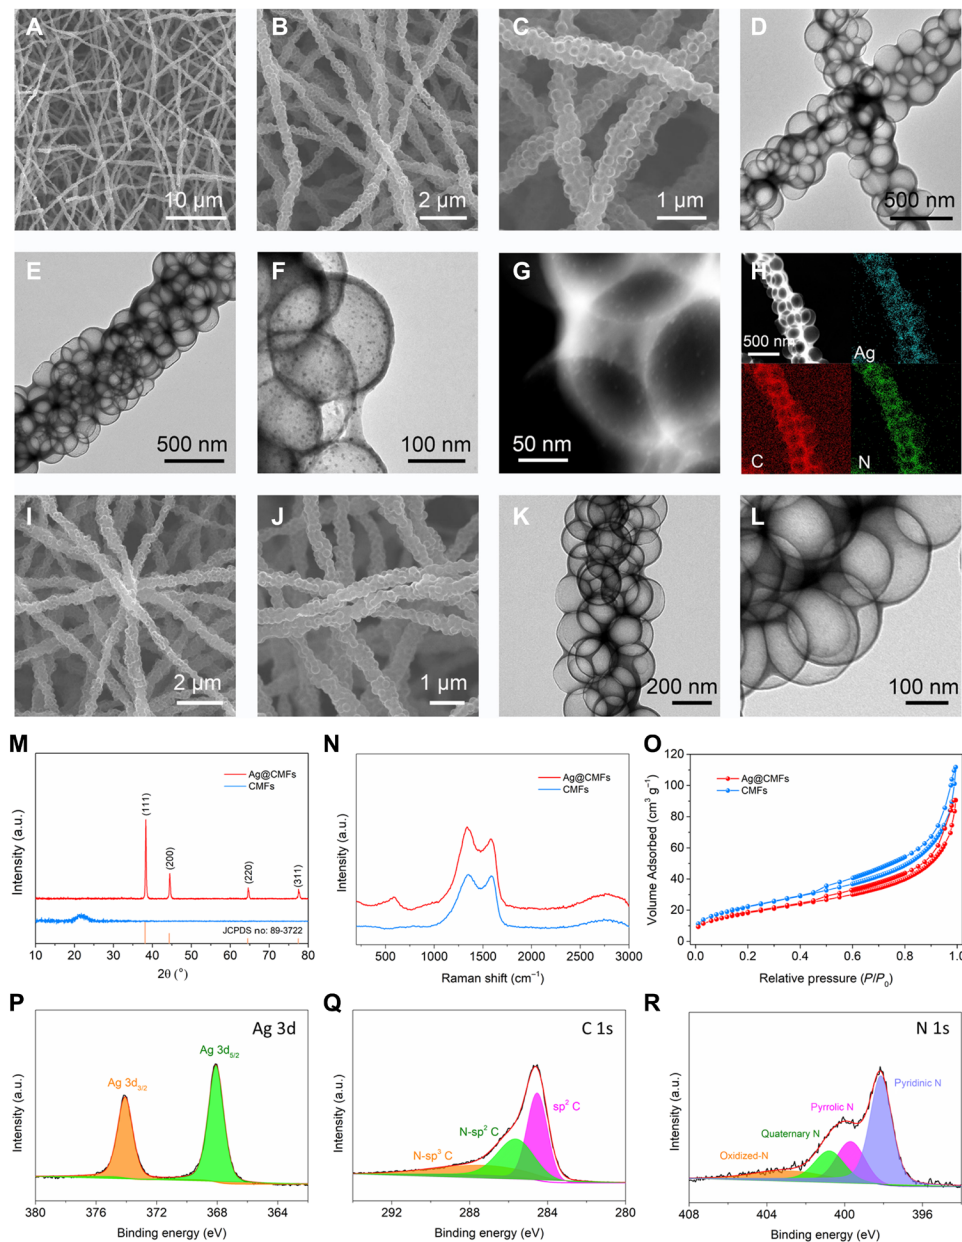 A
10 µm
B
2 µm
C
1 µm
D
500 nm
E
500 nm
F
100 nm
G
50 nm
H
500 nm
Ag
C
N
I
2 µm
J
1 µm
K
200 nm
L
100 nm
M
Intensity (a.u.)
Ag@CMFs
CMFs
(111)
(200)
(220)
(311)
JCPDS no: 89-3722
10 20 30 40 50 60 70 80
2θ (°)
N
Intensity (a.u.)
Ag@CMFs
CMFs
500 1000 1500 2000 2500 3000
Raman shift (cm⁻¹)
O
Volume Adsorbed (cm³ g⁻¹)
120
100
80
60
40
20
0
Ag@CMFs
CMFs
0.0 0.2 0.4 0.6 0.8 1.0
Relative pressure (P/P₀)
P
Ag 3d
Intensity (a.u.)
Ag 3d₃/₂
Ag 3d₅/₂
380 376 372 368 364
Binding energy (eV)
Q
C 1s
Intensity (a.u.)
sp² C
N-sp² C
N-sp³ C
292 288 284 280
Binding energy (eV)
R
N 1s
Intensity (a.u.)
Pyridinic N
Pyrrolic N
Quaternary N
Oxidized-N
408 404 400 396
Binding energy (eV)